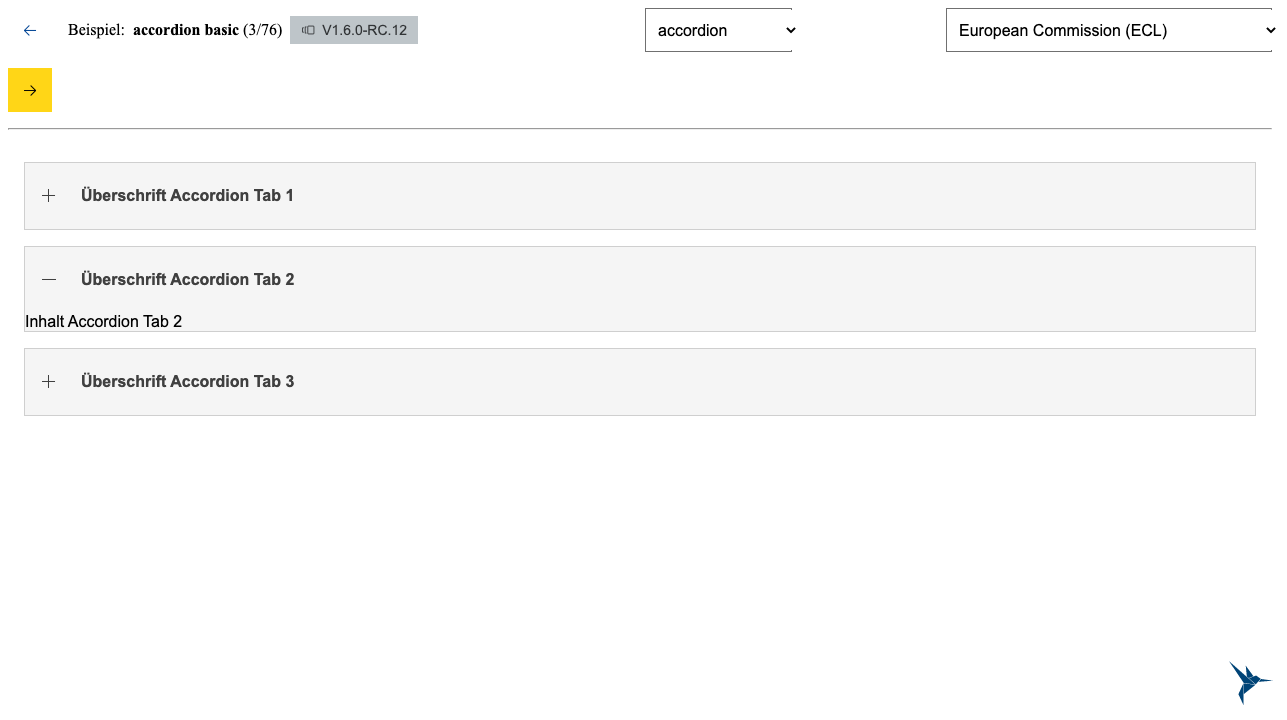 Beispiel: accordion basic (3/76) V1.6.0-RC.12 accordion European Commission (ECL)
Überschrift Accordion Tab 1
Überschrift Accordion Tab 2
Inhalt Accordion Tab 2
Überschrift Accordion Tab 3